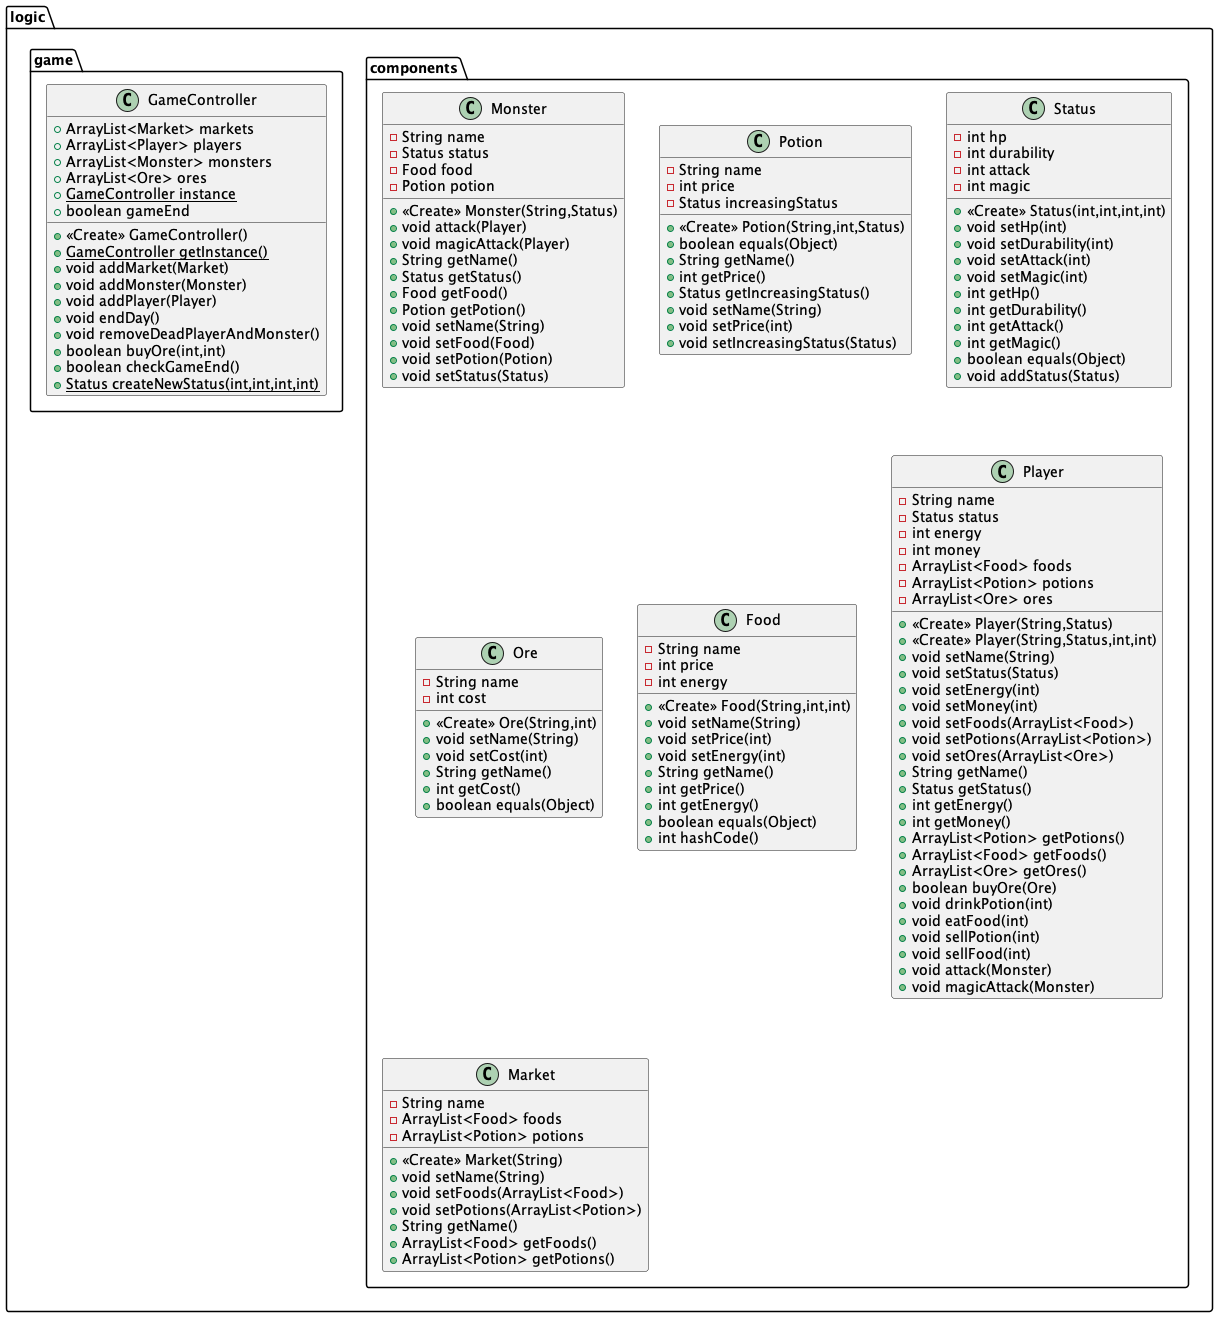 logic
game
GameController
ArrayList<Market> markets
ArrayList<Player> players
ArrayList<Monster> monsters
ArrayList<Ore> ores
GameController instance
boolean gameEnd
«Create» GameController()
GameController getInstance()
void addMarket(Market)
void addMonster(Monster)
void addPlayer(Player)
void endDay()
void removeDeadPlayerAndMonster()
boolean buyOre(int,int)
boolean checkGameEnd()
Status createNewStatus(int,int,int,int)
components
Monster
String name
Status status
Food food
Potion potion
«Create» Monster(String,Status)
void attack(Player)
void magicAttack(Player)
String getName()
Status getStatus()
Food getFood()
Potion getPotion()
void setName(String)
void setFood(Food)
void setPotion(Potion)
void setStatus(Status)
Potion
String name
int price
Status increasingStatus
«Create» Potion(String,int,Status)
boolean equals(Object)
String getName()
int getPrice()
Status getIncreasingStatus()
void setName(String)
void setPrice(int)
void setIncreasingStatus(Status)
Status
int hp
int durability
int attack
int magic
«Create» Status(int,int,int,int)
void setHp(int)
void setDurability(int)
void setAttack(int)
void setMagic(int)
int getHp()
int getDurability()
int getAttack()
int getMagic()
boolean equals(Object)
void addStatus(Status)
Ore
String name
int cost
«Create» Ore(String,int)
void setName(String)
void setCost(int)
String getName()
int getCost()
boolean equals(Object)
Food
String name
int price
int energy
«Create» Food(String,int,int)
void setName(String)
void setPrice(int)
void setEnergy(int)
String getName()
int getPrice()
int getEnergy()
boolean equals(Object)
int hashCode()
Player
String name
Status status
int energy
int money
ArrayList<Food> foods
ArrayList<Potion> potions
ArrayList<Ore> ores
«Create» Player(String,Status)
«Create» Player(String,Status,int,int)
void setName(String)
void setStatus(Status)
void setEnergy(int)
void setMoney(int)
void setFoods(ArrayList<Food>)
void setPotions(ArrayList<Potion>)
void setOres(ArrayList<Ore>)
String getName()
Status getStatus()
int getEnergy()
int getMoney()
ArrayList<Potion> getPotions()
ArrayList<Food> getFoods()
ArrayList<Ore> getOres()
boolean buyOre(Ore)
void drinkPotion(int)
void eatFood(int)
void sellPotion(int)
void sellFood(int)
void attack(Monster)
void magicAttack(Monster)
Market
String name
ArrayList<Food> foods
ArrayList<Potion> potions
«Create» Market(String)
void setName(String)
void setFoods(ArrayList<Food>)
void setPotions(ArrayList<Potion>)
String getName()
ArrayList<Food> getFoods()
ArrayList<Potion> getPotions()